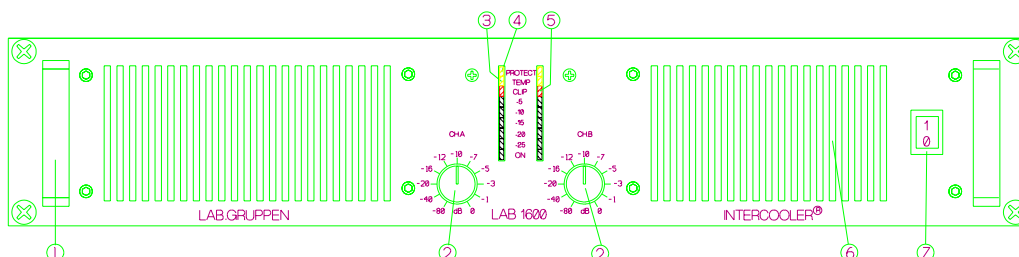 3 4 5
PROTECT
TEMP
CLIP
-5
-10
-15
-20
-25
ON
1
0
CHA
CHB
-80 -40 -20 -16 -12 -10 -7 -5 -3 -1 0
dB
-80 -40 -20 -16 -12 -10 -7 -5 -3 -1 0
dB
LAB.GRUPPEN
LAB 1600
INTERCOOLER®
1 2 2 6 7